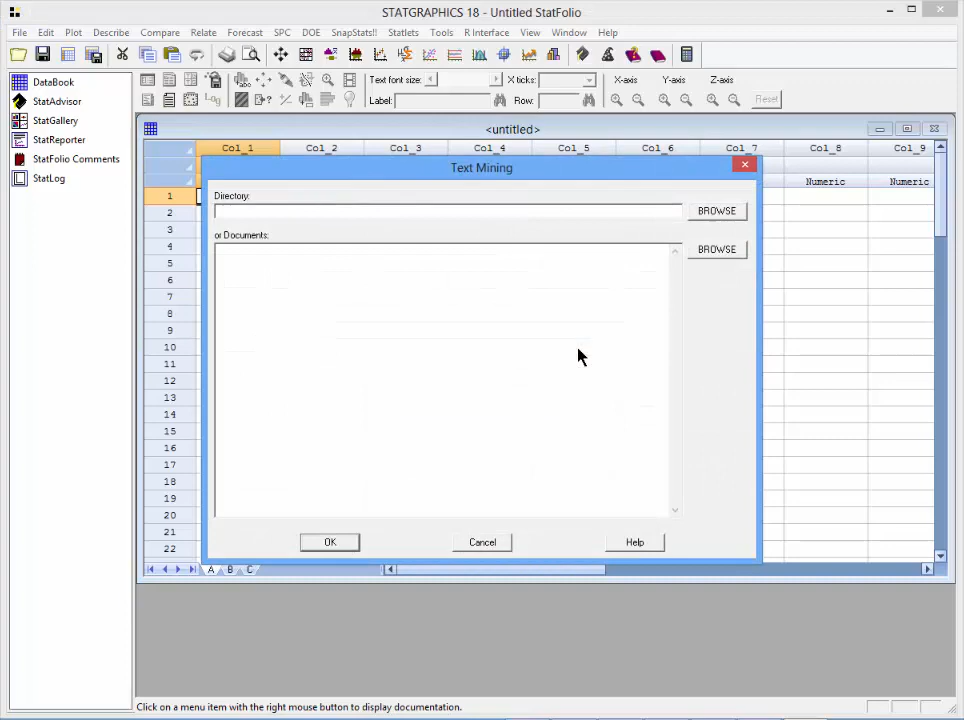 STATGRAPHICS 18 - Untitled StatFolio
File Edit Plot Describe Compare Relate Forecast SPC DOE SnapStats!! Statlets Tools R Interface View Window Help
Text font size: X ticks: X-axis Y-axis Z-axis
Log Label: Row: Reset
DataBook
StatAdvisor
StatGallery
StatReporter
StatFolio Comments
StatLog
<untitled>
Col_1 Col_2 Col_3 Col_4 Col_5 Col_6 Col_7 Col_8 Col_9
Numeric Numeric
Text Mining
Directory:
BROWSE
or Documents:
BROWSE
OK Cancel Help
1
2
3
4
5
6
7
8
9
10
11
12
13
14
15
16
17
18
19
20
21
22
A B C
Click on a menu item with the right mouse button to display documentation.